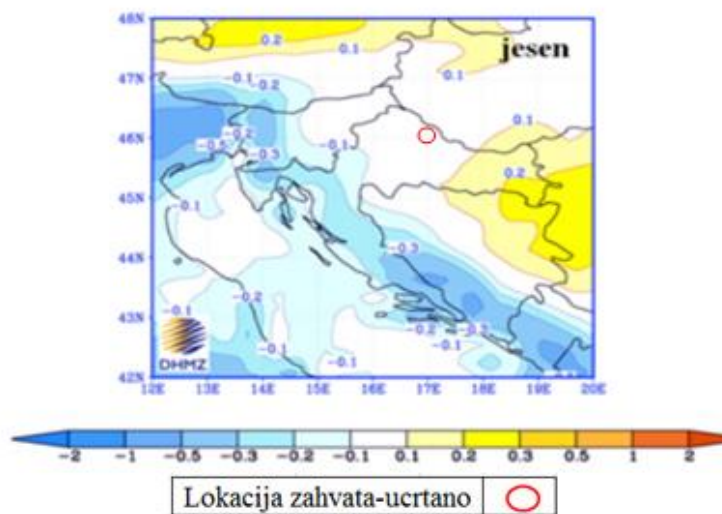 48N
0.2
-0.1
0.1
jesen
47N
-0.1
-0.2
0.1
0.1
46N
-0.2
-0.5
-0.3
-0.1
0.2
45N
-0.1
-0.3
44N
-0.2
43N
-0.1
-0.2
-0.1
-0.1
DHMZ
42N
12E 13E 14E 15E 16E 17E 18E 19E 20E
-2 -1 -0.5 -0.3 -0.2 -0.1 0.1 0.2 0.3 0.5 1 2
Lokacija zahvata-ucrtano